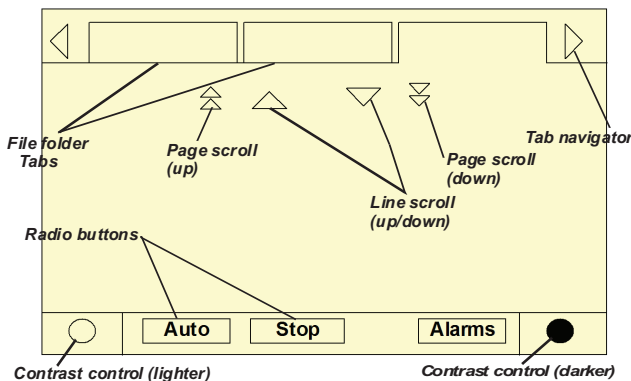 File folder
Tabs
Page scroll
(up)
Line scroll
(up/down)
Page scroll
(down)
Tab navigator
Radio buttons
Auto
Stop
Alarms
Contrast control (lighter)
Contrast control (darker)